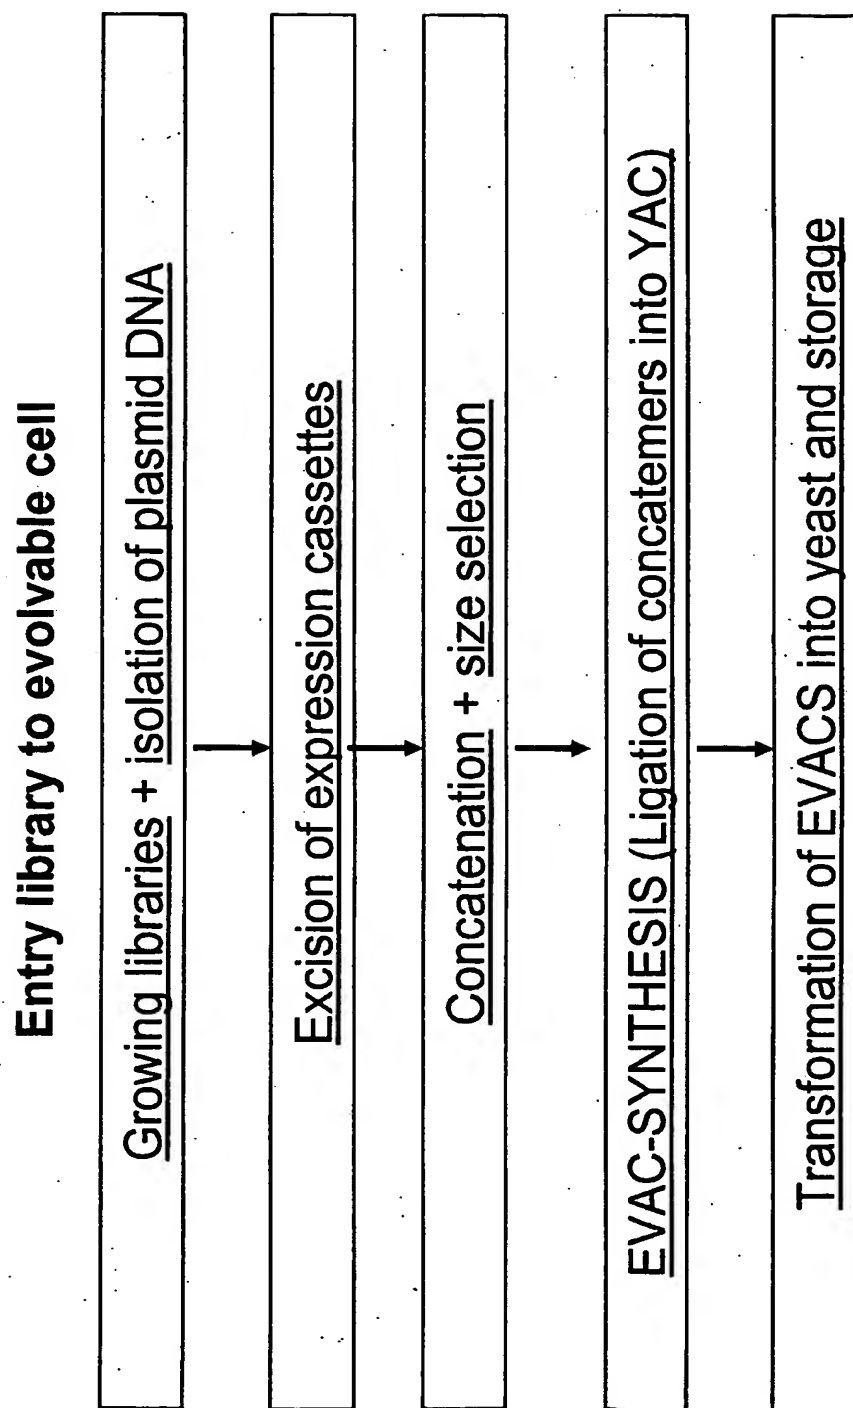 Entry library to evolvable cell
Growing libraries + isolation of plasmid DNA
Excision of expression cassettes
Concatenation + size selection
EVAC-SYNTHESIS (Ligation of concatemers into YAC)
Transformation of EVACS into yeast and storage